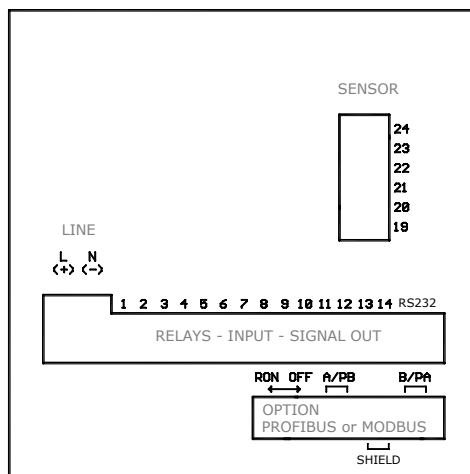 SENSOR
24
23
22
21
20
19
LINE
L N
(+) (-)
1 2 3 4 5 6 7 8 9 10 11 12 13 14 RS232
RELAYS - INPUT - SIGNAL OUT
RON OFF A/PB B/PA
OPTION
PROFIBUS or MODBUS
SHIELD